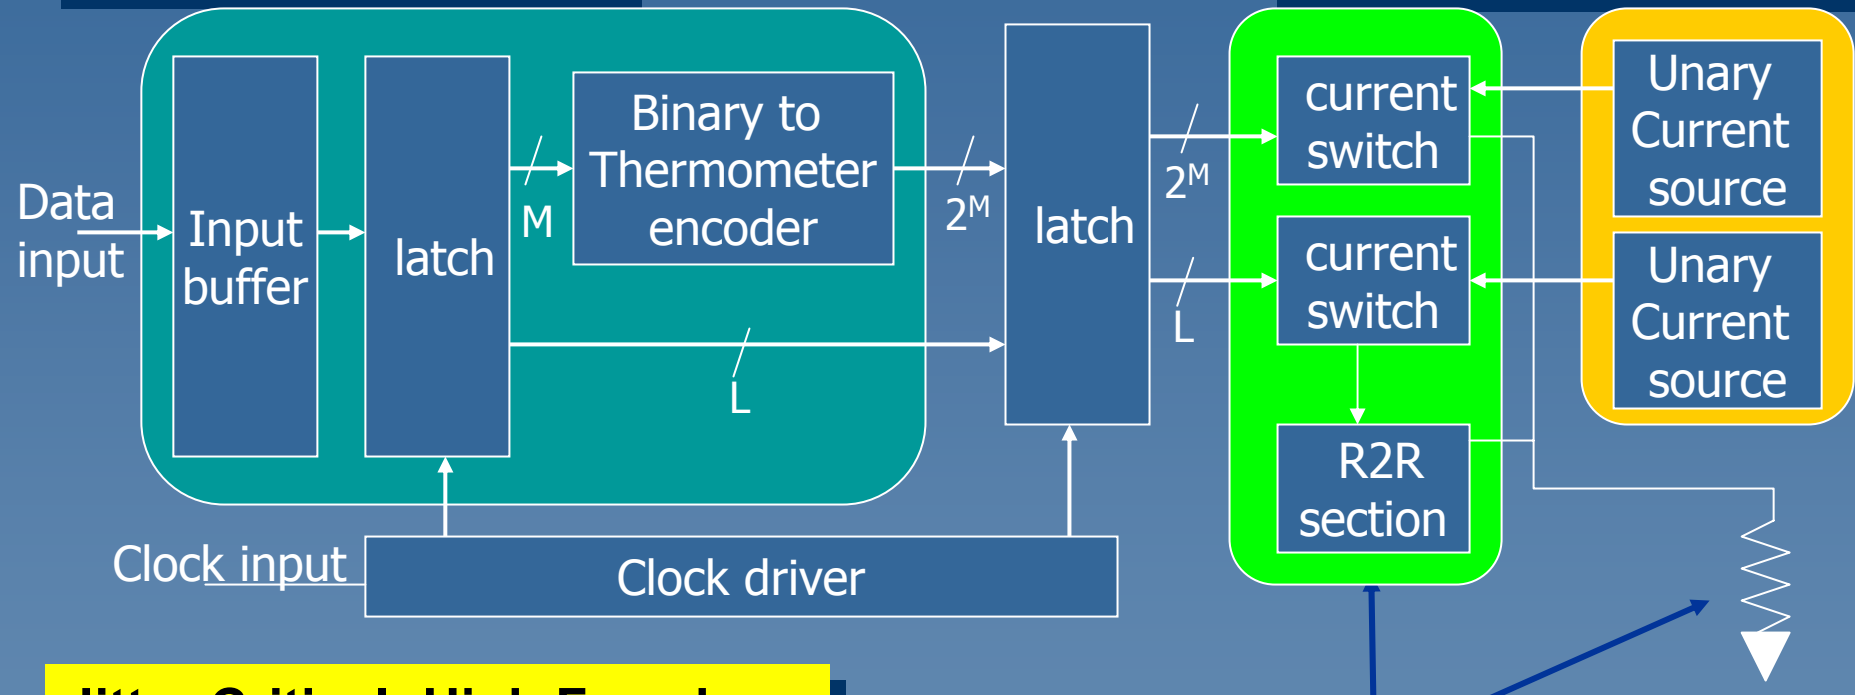 Data
input
Input
buffer
latch
M
Binary to
Thermometer
encoder
L
2ᴹ
latch
2ᴹ
L
current
switch
current
switch
R2R
section
Unary
Current
source
Unary
Current
source
Clock input
Clock driver